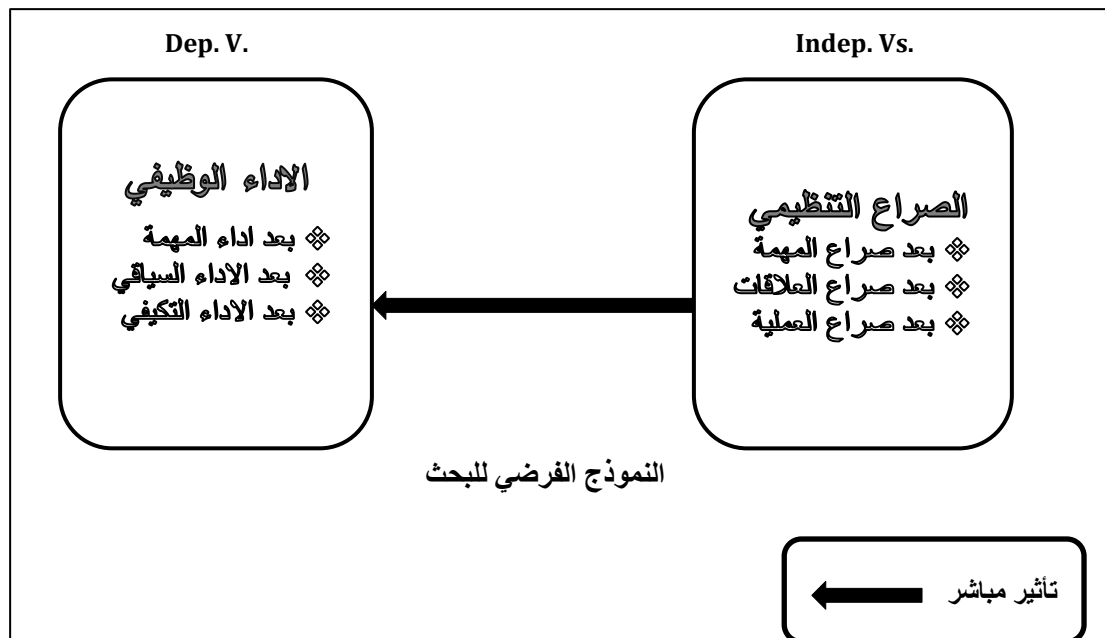 Indep. Vs.
Dep. V.
الصراع التنظيمي
❖ بعد صراع المهمة
❖ بعد صراع العلاقات
❖ بعد صراع العملية
الاداء الوظيفي
❖ بعد اداء المهمة
❖ بعد الاداء السياقي
❖ بعد الاداء التكيفي
النموذج الفرضي للبحث
تأثير مباشر